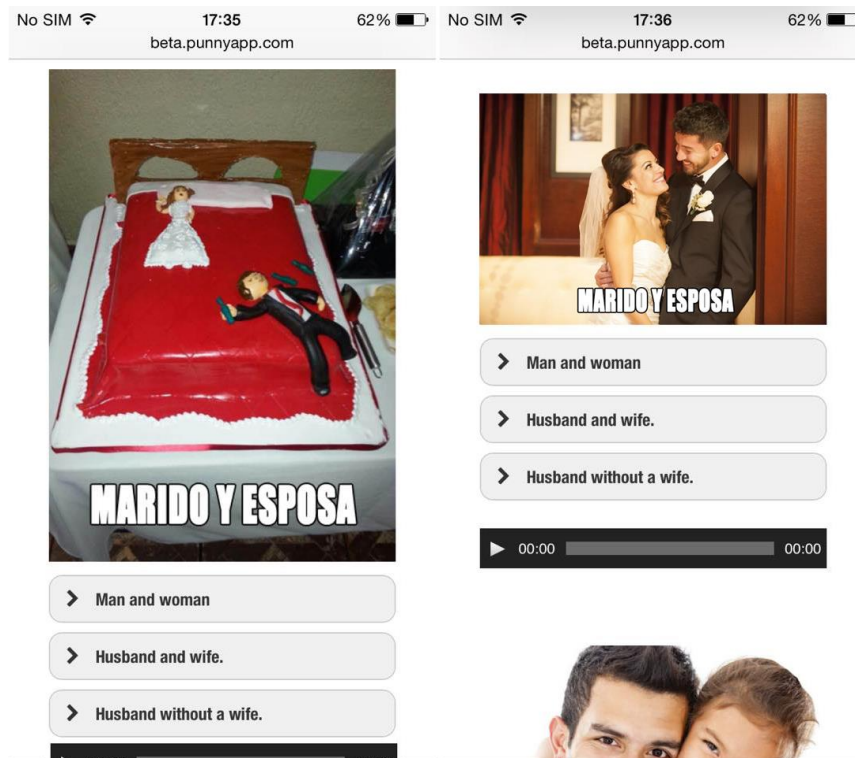 No SIM 17:35 62%
beta.punnyapp.com
MARIDO Y ESPOSA
Man and woman
Husband and wife.
Husband without a wife.
No SIM 17:36 62%
beta.punnyapp.com
MARIDO Y ESPOSA
Man and woman
Husband and wife.
Husband without a wife.
00:00 00:00